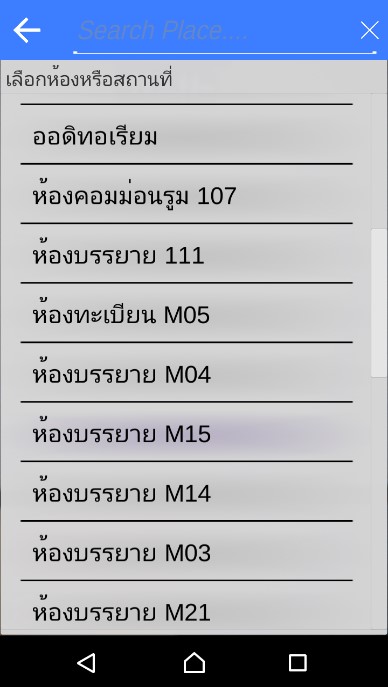 Search Place....
เลือกห้องหรือสถานที่
ออดิทอเรียม
ห้องคอมม่อนรูม 107
ห้องบรรยาย 111
ห้องทะเบียน M05
ห้องบรรยาย M04
ห้องบรรยาย M15
ห้องบรรยาย M14
ห้องบรรยาย M03
ห้องบรรยาย M21